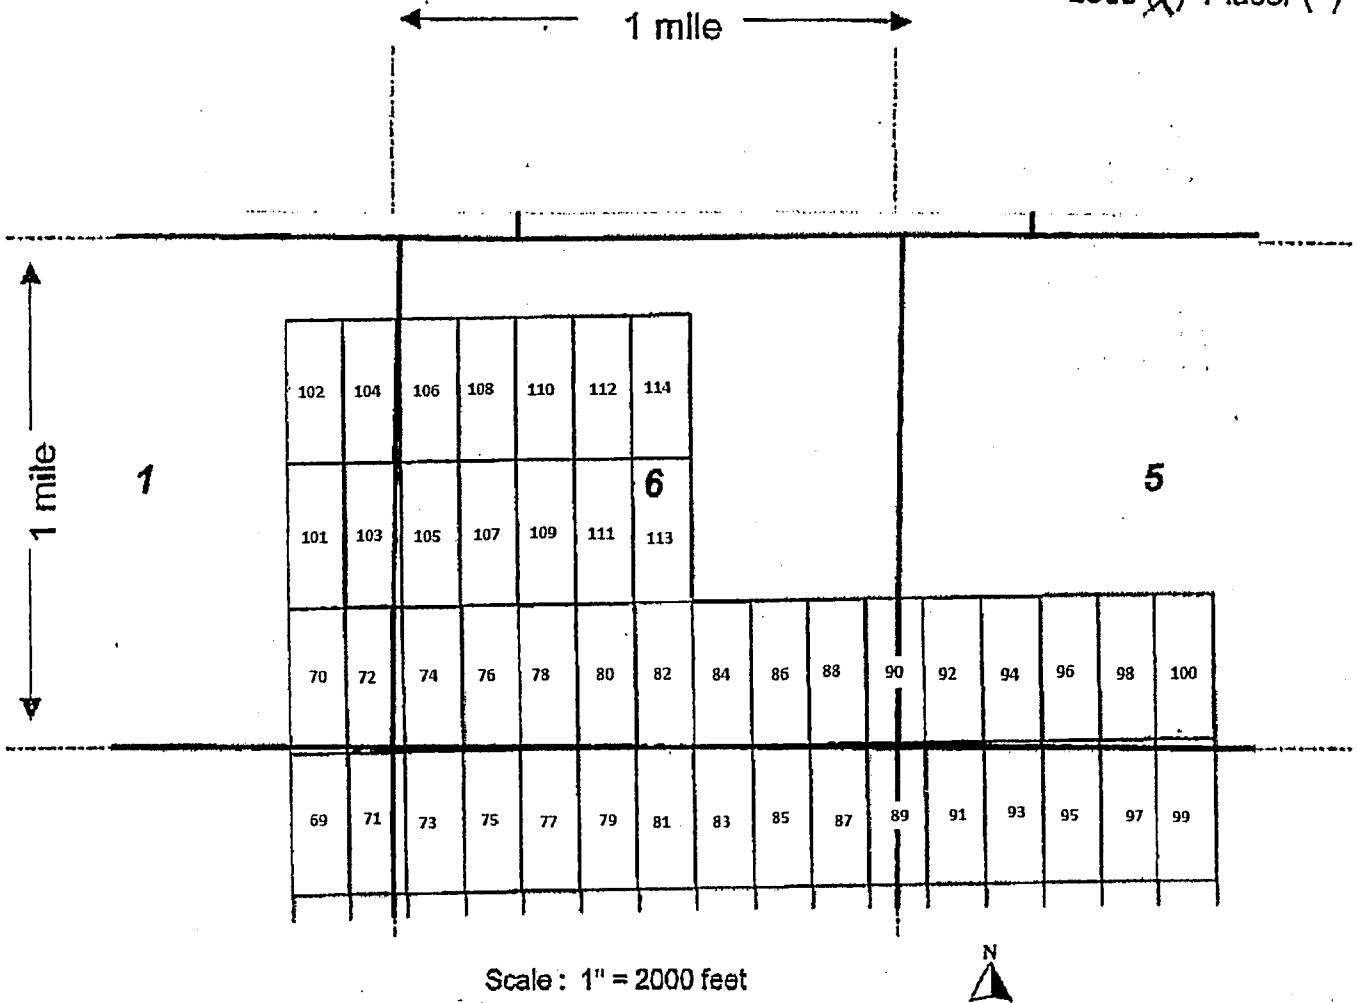 1 mile
102 104 106 108 110 112 114
1 mile
1 6 5
101 103 105 107 109 111 113
70 72 74 76 78 80 82 84 86 88 90 92 94 96 98 100
69 71 73 75 77 79 81 83 85 87 89 91 93 95 97 99
N
Scale: 1" = 2000 feet